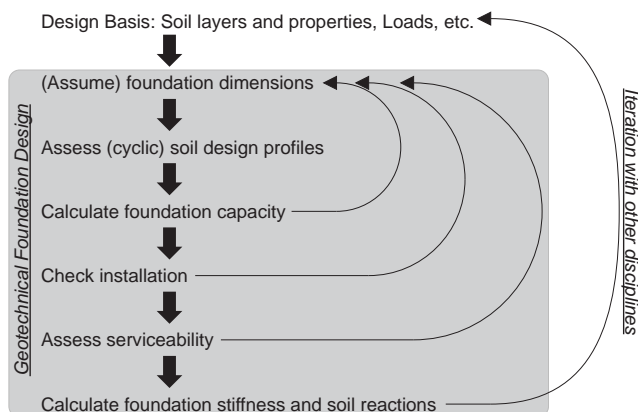 Design Basis: Soil layers and properties, Loads, etc.
(Assume) foundation dimensions
Assess (cyclic) soil design profiles
Calculate foundation capacity
Check installation
Assess serviceability
Calculate foundation stiffness and soil reactions
Geotechnical Foundation Design
Iteration with other disciplines